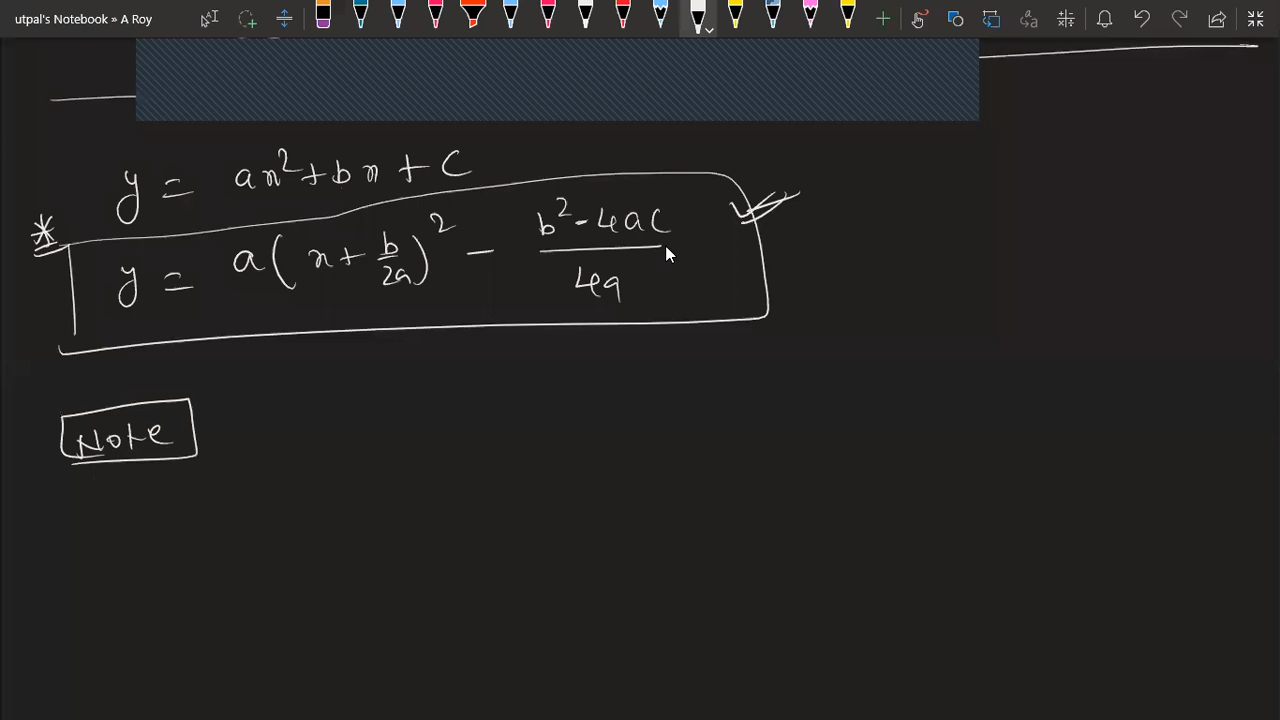 utpal's Notebook » A Roy
y = ax²+bx+c
* y = a(x+b/2a)² - b²-4ac/4a
Note